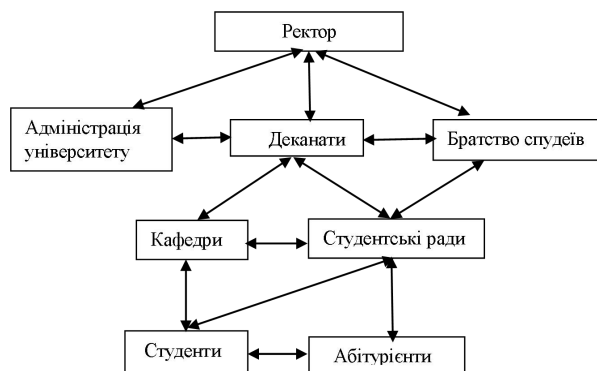 Ректор
Адміністрація
університету
Деканати
Братство спудеїв
Кафедри
Студентські ради
Студенти
Абітурієнти